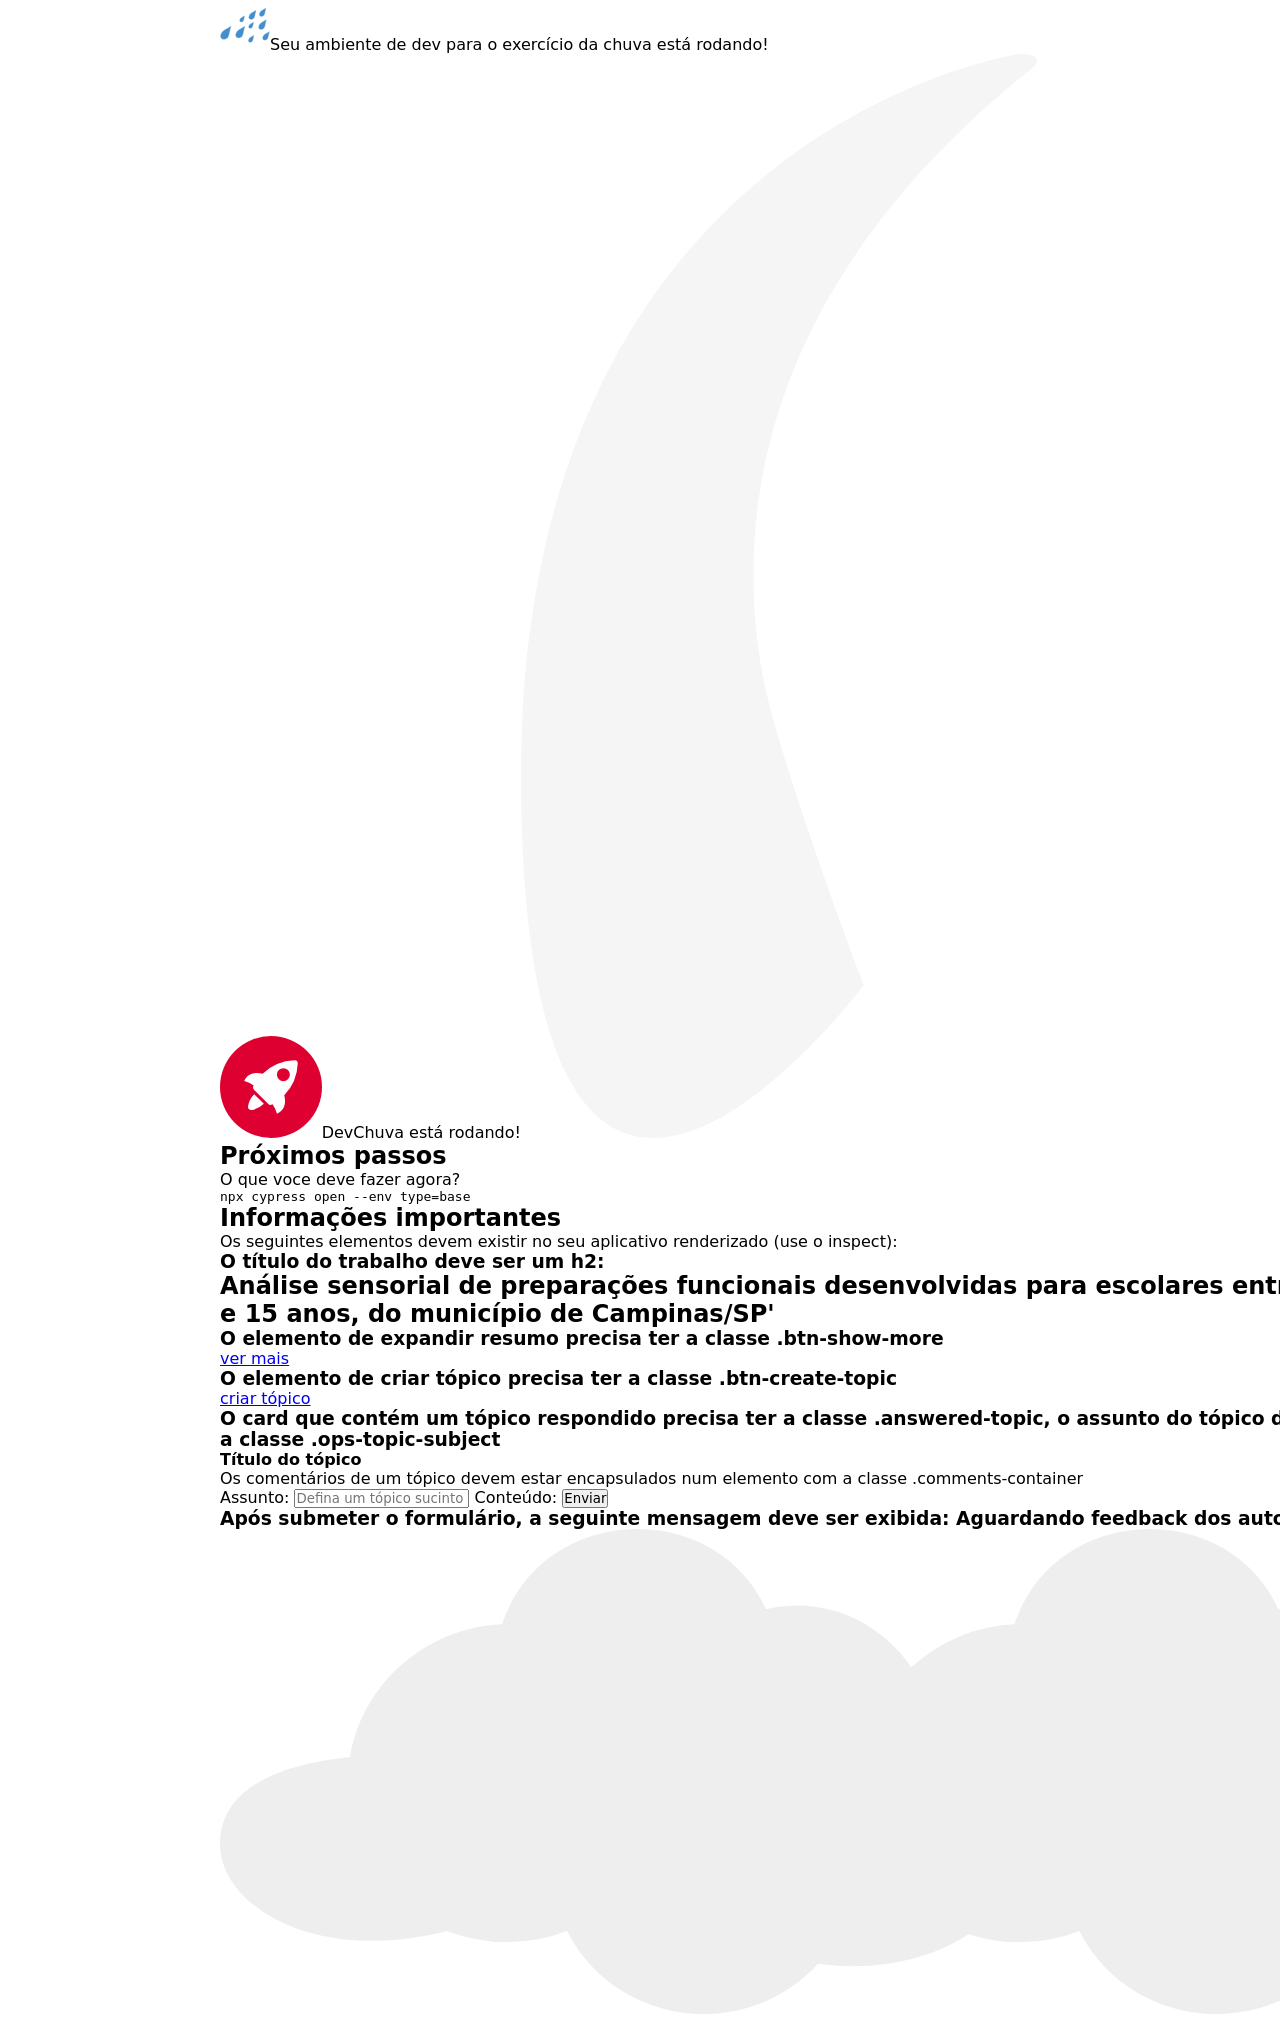 Seu ambiente de dev para o exercício da chuva está rodando!
DevChuva está rodando!
Próximos passos
O que voce deve fazer agora?
npx cypress open --env type=base
Informações importantes
Os seguintes elementos devem existir no seu aplicativo renderizado (use o inspect):
O título do trabalho deve ser um h2:
Análise sensorial de preparações funcionais desenvolvidas para escolares
e 15 anos, do município de Campinas/SP'
O elemento de expandir resumo precisa ter a classe .btn-show-more
ver mais
O elemento de criar tópico precisa ter a classe .btn-create-topic
criar tópico
O card que contém um tópico respondido precisa ter a classe .answered-topic, o assunto do tópico
a classe .ops-topic-subject
Título do tópico
Os comentários de um tópico devem estar encapsulados num elemento com a classe .comments-container
Assunto: Defina um tópico sucinto Conteúdo: Enviar
Após submeter o formulário, a seguinte mensagem deve ser exibida: Aguardando feedback dos